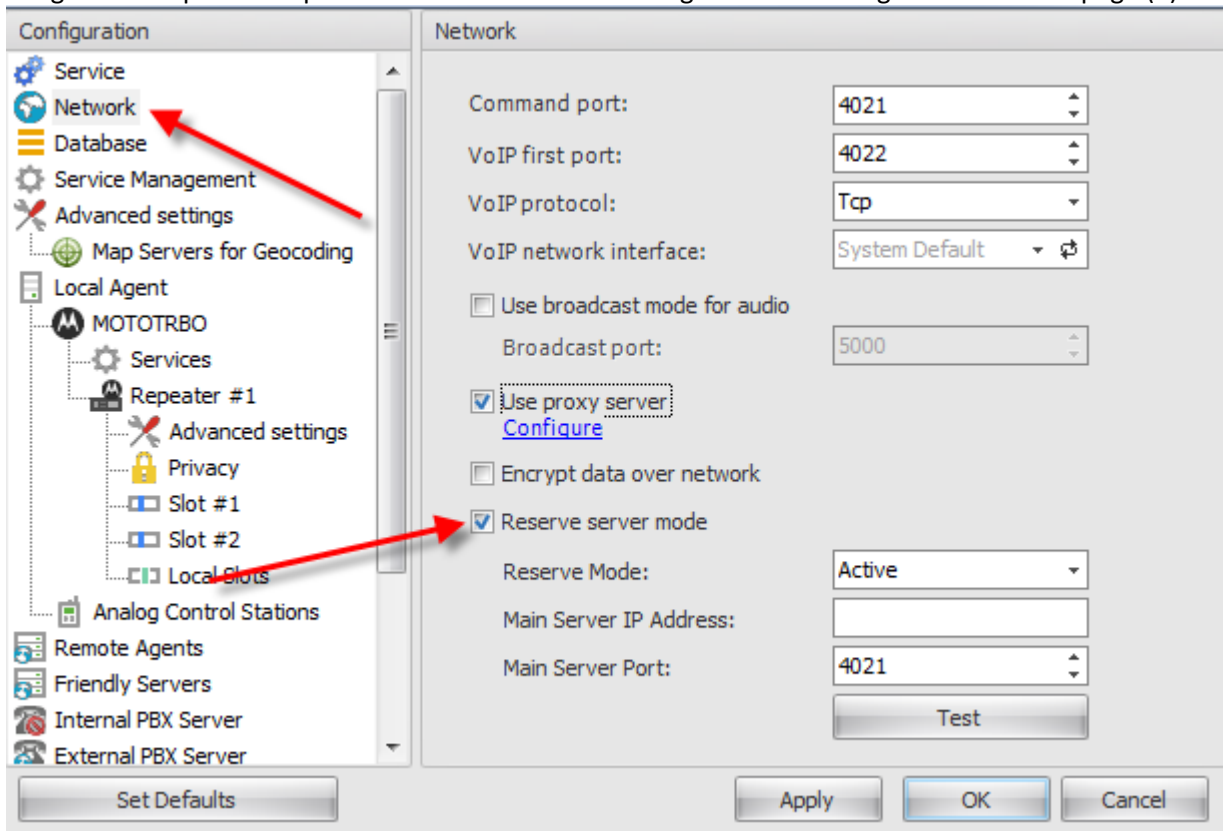 Configuration
Service
Network
Database
Service Management
Advanced settings
Map Servers for Geocoding
Local Agent
MOTOTRBO
Services
Repeater #1
Advanced settings
Privacy
Slot #1
Slot #2
Local Slots
Analog Control Stations
Remote Agents
Friendly Servers
Internal PBX Server
External PBX Server
Set Defaults
Network
Command port: 4021
VoIP first port: 4022
VoIP protocol: Tcp
VoIP network interface: System Default
Use broadcast mode for audio
Broadcast port: 5000
Use proxy server
Configure
Encrypt data over network
Reserve server mode
Reserve Mode: Active
Main Server IP Address:
Main Server Port: 4021
Test
Apply OK Cancel